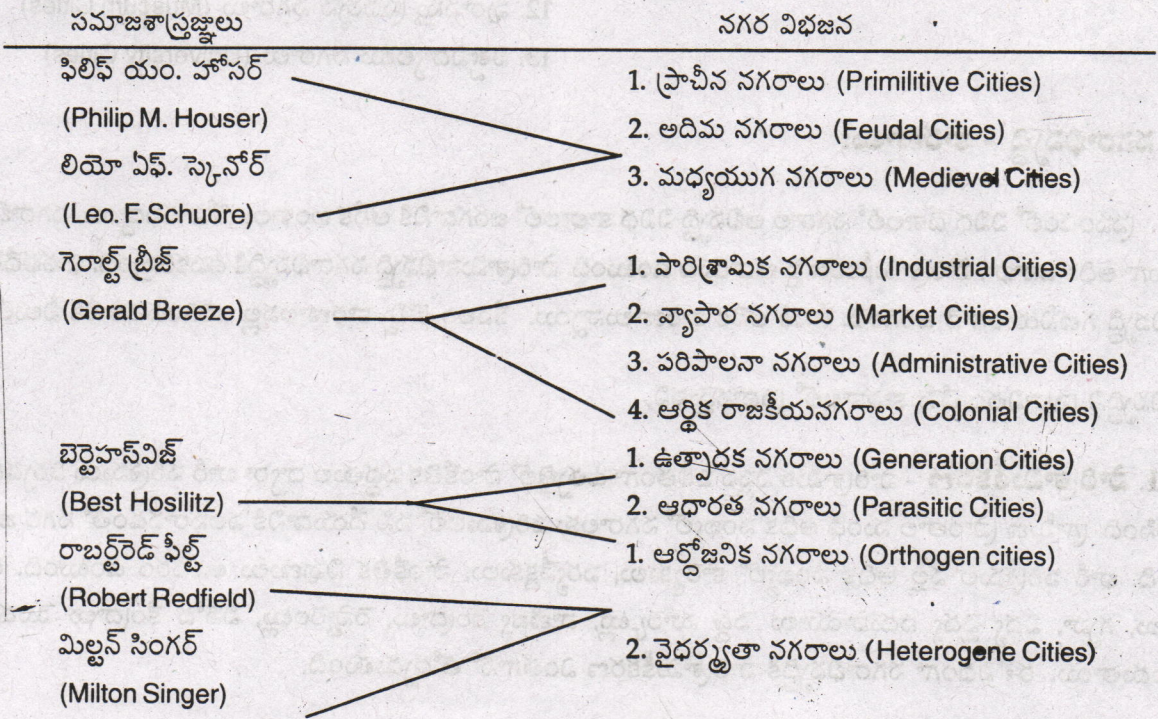 సమాజశాస్త్రజ్ఞులు
నగర విభజన
ఫిలిఫ్ యం. హోసర్
(Philip M. Houser)
లియో ఏఫ్. స్కెనోర్
(Leo. F. Schuore)
గెరాల్ట్ బ్రీజ్
(Gerald Breeze)
బెర్టెహస్‌విజ్
(Best Hosilitz)
రాబర్ట్‌రెడ్ ఫీల్ట్
(Robert Redfield)
మిల్టన్ సింగర్
(Milton Singer)
1. ప్రాచీన నగరాలు (Primilitive Cities)
2. అదిమ నగరాలు (Feudal Cities)
3. మధ్యయుగ నగరాలు (Medievel Cities)
1. పారిశ్రామిక నగరాలు (Industrial Cities)
2. వ్యాపార నగరాలు (Market Cities)
3. పరిపాలనా నగరాలు (Administrative Cities)
4. ఆర్థిక రాజకీయనగరాలు (Colonial Cities)
1. ఉత్పాదక నగరాలు (Generation Cities)
2. ఆధారత నగరాలు (Parasitic Cities)
1. ఆర్దోజనిక నగరాలు (Orthogen cities)
2. వైధర్మ్యతా నగరాలు (Heterogene Cities)